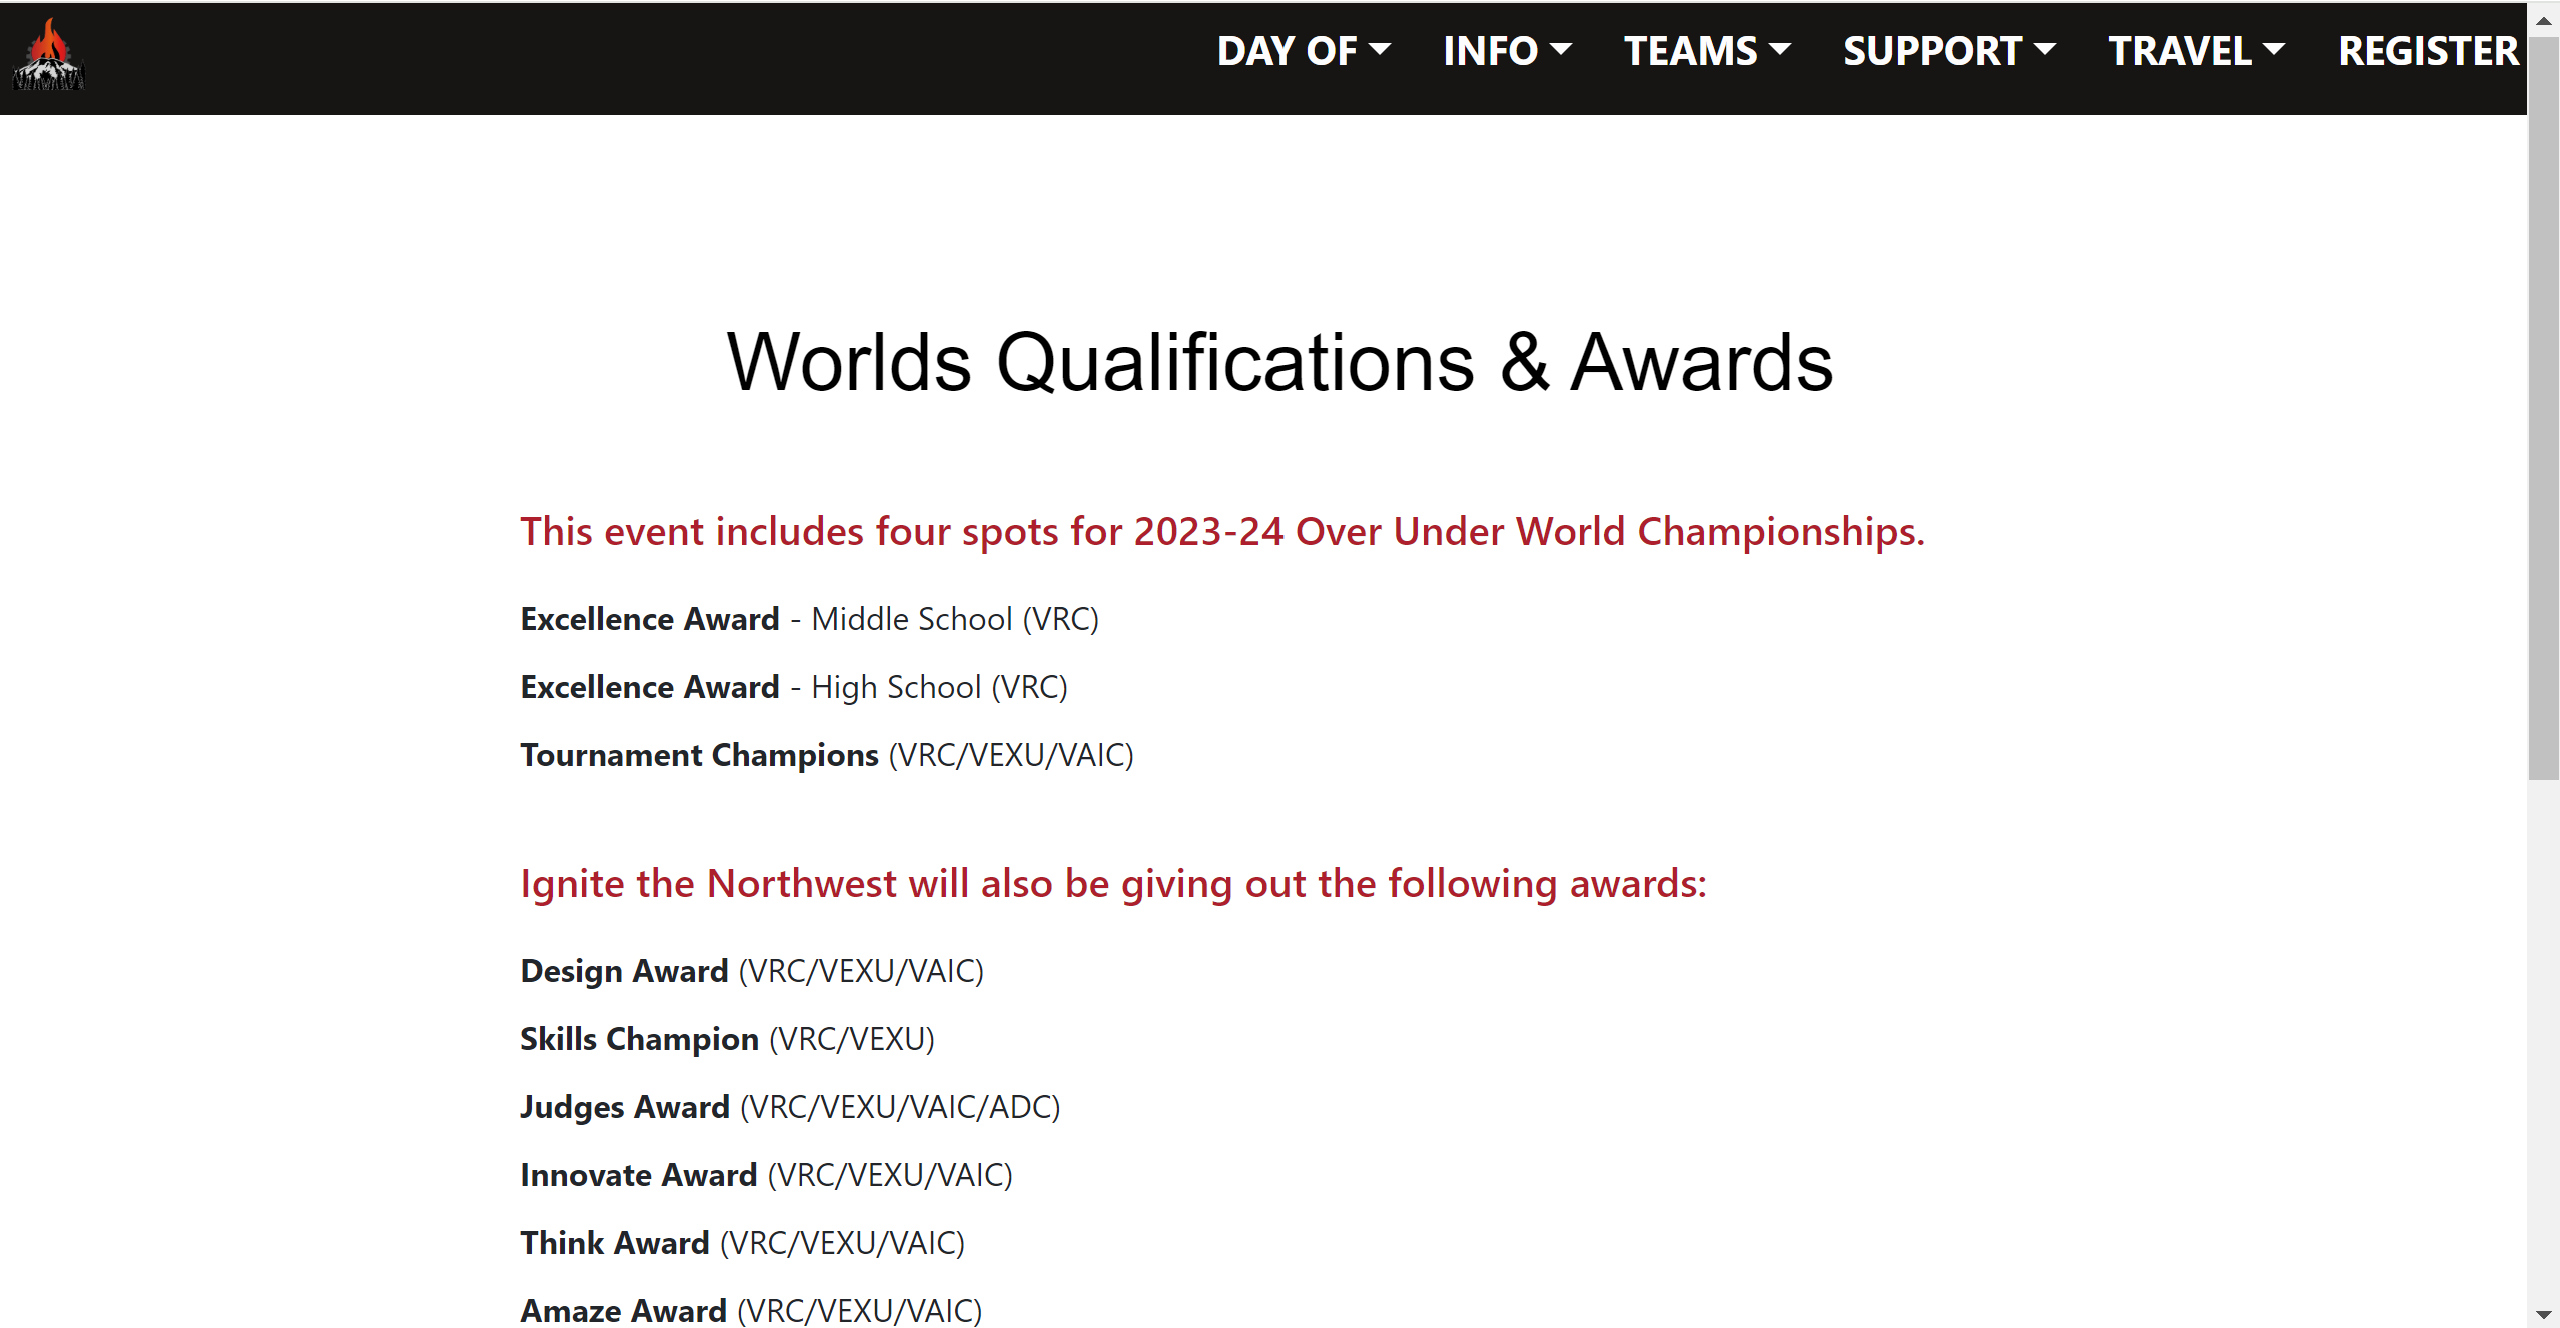 DAY OF INFO TEAMS SUPPORT TRAVEL REGISTER
Worlds Qualifications & Awards
This event includes four spots for 2023-24 Over Under World Championships.
Excellence Award - Middle School (VRC)
Excellence Award - High School (VRC)
Tournament Champions (VRC/VEXU/VAIC)
Ignite the Northwest will also be giving out the following awards:
Design Award (VRC/VEXU/VAIC)
Skills Champion (VRC/VEXU)
Judges Award (VRC/VEXU/VAIC/ADC)
Innovate Award (VRC/VEXU/VAIC)
Think Award (VRC/VEXU/VAIC)
Amaze Award (VRC/VEXU/VAIC)